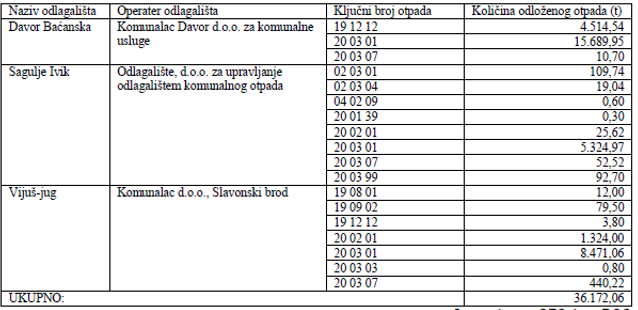 Naziv odlagališta Operater odlagališta Ključni broj otpada Količina odloženog otpada (t)
Davor Baćanska Komunalac Davor d.o.o. za komunalne usluge 19 12 12 4.514,54
20 03 01 15.689,95
20 03 07 10,70
Sagulje Ivik Odlagalište, d.o.o. za upravljanje odlagalištem komunalnog otpada 02 03 01 109,74
02 03 04 19,04
04 02 09 0,60
20 01 39 0,30
20 02 01 25,62
20 03 01 5.324,97
20 03 07 52,52
20 03 99 92,70
Vijuš-jug Komunalac d.o.o., Slavonski brod 19 08 01 12,00
19 09 02 79,50
19 12 12 3,80
20 02 01 1.324,00
20 03 01 8.471,06
20 03 03 0,80
20 03 07 440,22
UKUPNO: 36.172,06